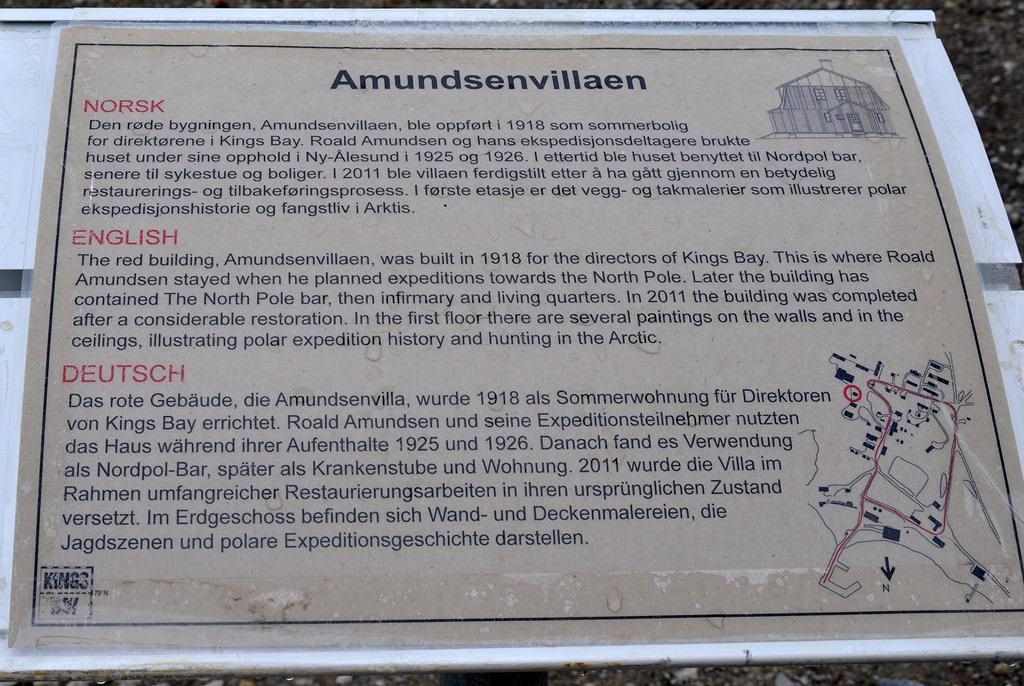 Amundsenvillaen
NORSK
Den røde bygningen, Amundsenvillaen, ble oppført i 1918 som sommerbolig
for direktørene i Kings Bay. Roald Amundsen og hans ekspedisjonsdeltagere brukte
huset under sine opphold i Ny-Ålesund i 1925 og 1926. I ettertid ble huset benyttet til Nordpol bar,
senere til sykestue og boliger. I 2011 ble villaen ferdigstilt etter å ha gått gjennom en betydelig
restaurerings- og tilbakeføringsprosess. I første etasje er det vegg- og takmalerier som illustrerer polar
ekspedisjonshistorie og fangstliv i Arktis.
ENGLISH
The red building, Amundsenvillaen, was built in 1918 for the directors of Kings Bay. This is where Roald
Amundsen stayed when he planned expeditions towards the North Pole. Later the building has
contained The North Pole bar, then infirmary and living quarters. In 2011 the building was completed
after a considerable restoration. In the first floor there are several paintings on the walls and in the
ceilings, illustrating polar expedition history and hunting in the Arctic.
DEUTSCH
Das rote Gebäude, die Amundsenvilla, wurde 1918 als Sommerwohnung für Direktoren
von Kings Bay errichtet. Roald Amundsen und seine Expeditionsteilnehmer nutzten
das Haus während ihrer Aufenthalte 1925 und 1926. Danach fand es Verwendung
als Nordpol-Bar, später als Krankenstube und Wohnung. 2011 wurde die Villa im
Rahmen umfangreicher Restaurierungsarbeiten in ihren ursprünglichen Zustand
versetzt. Im Erdgeschoss befinden sich Wand- und Deckenmalereien, die
Jagdszenen und polare Expeditionsgeschichte darstellen.
KINGS
BAY
N